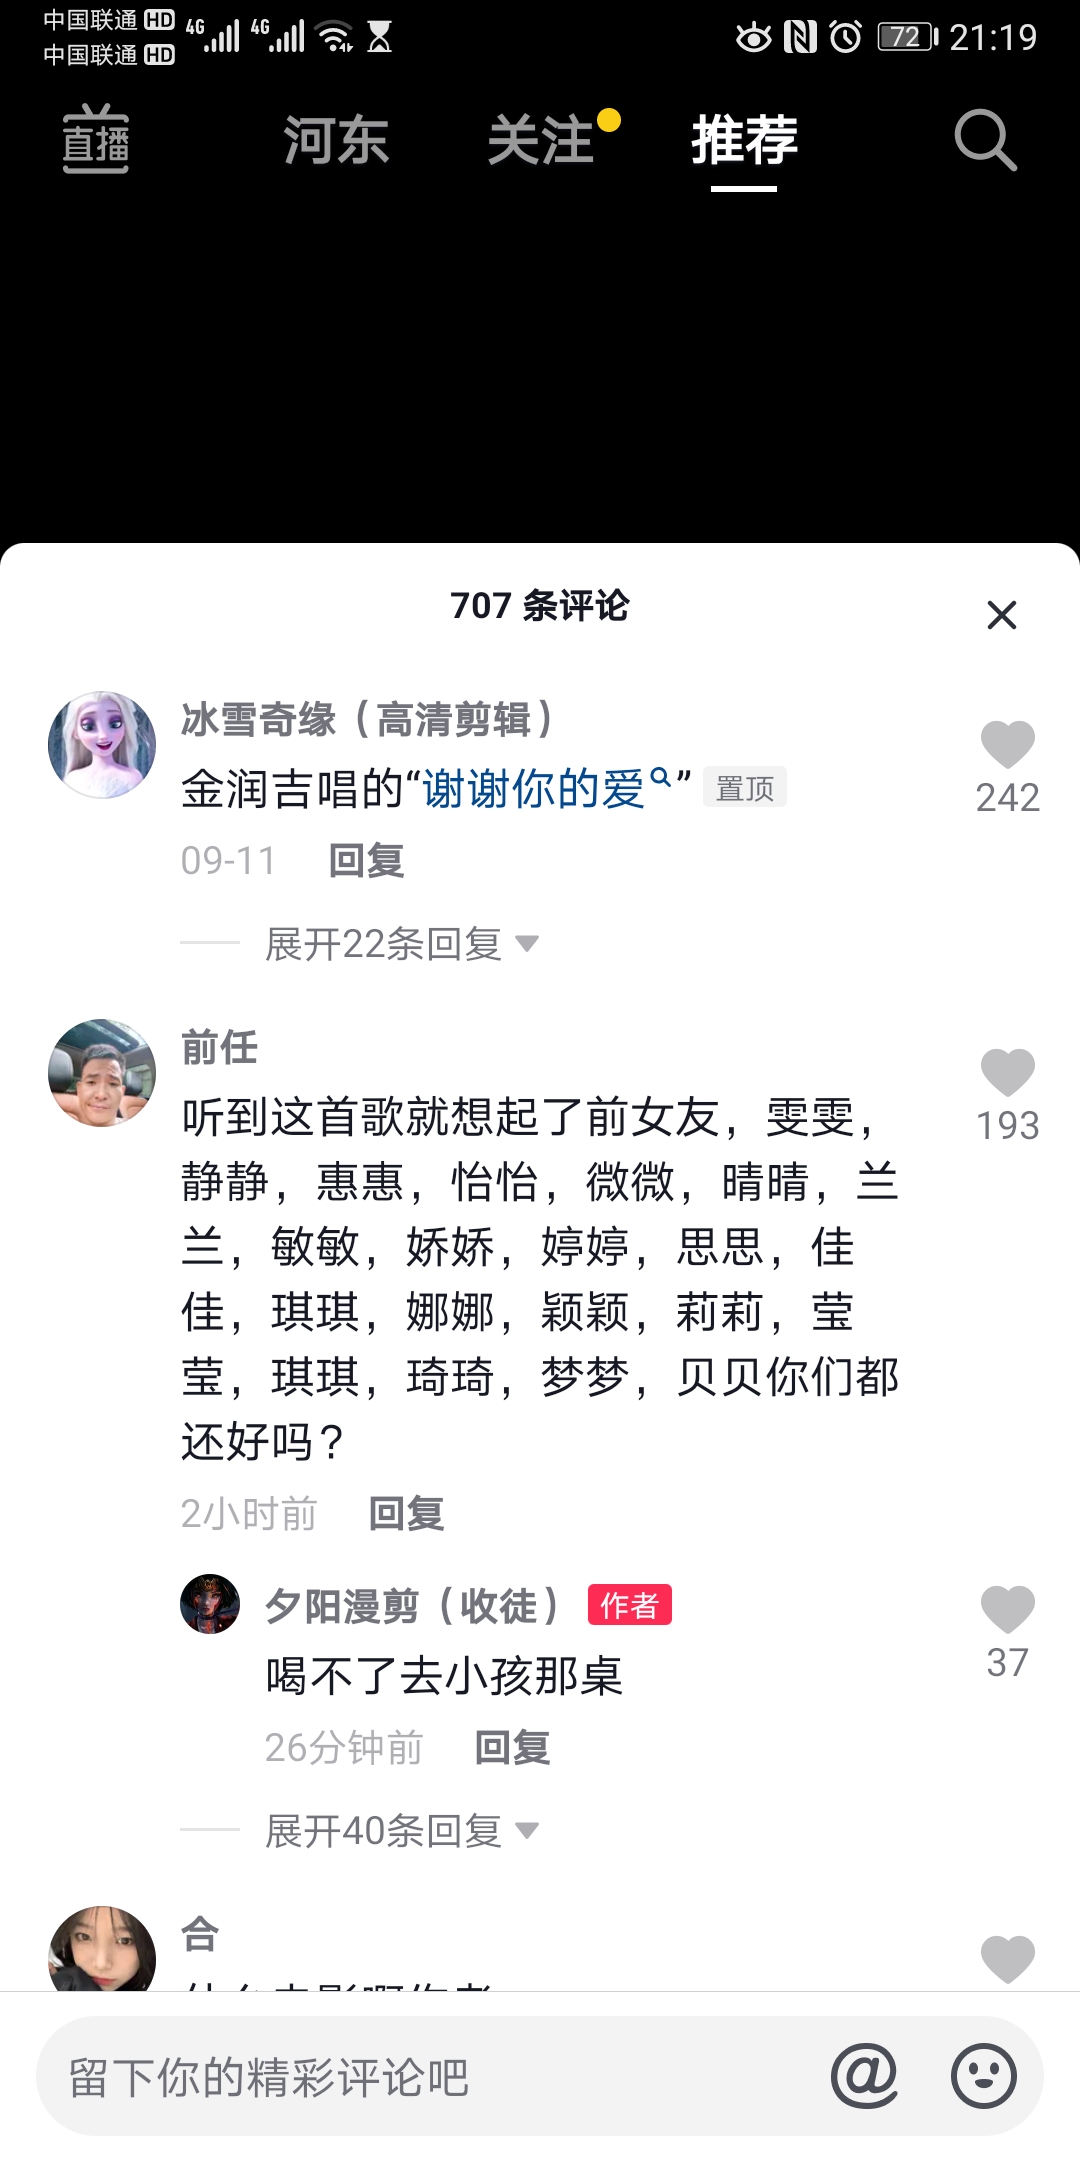 中国联通 HD 4G 4G 72 21:19
中国联通 HD
直播 河东 关注 推荐
707 条评论
冰雪奇缘（高清剪辑）
金润吉唱的“谢谢你的爱” 置顶
242
09-11 回复
展开22条回复
前任
听到这首歌就想起了前女友，雯雯，
193
静静，惠惠，怡怡，微微，晴晴，兰
兰，敏敏，娇娇，婷婷，思思，佳
佳，琪琪，娜娜，颖颖，莉莉，莹
莹，琪琪，琦琦，梦梦，贝贝你们都
还好吗？
2小时前 回复
夕阳漫剪（收徒） 作者
喝不了去小孩那桌
37
26分钟前 回复
展开40条回复
合
留下你的精彩评论吧 @